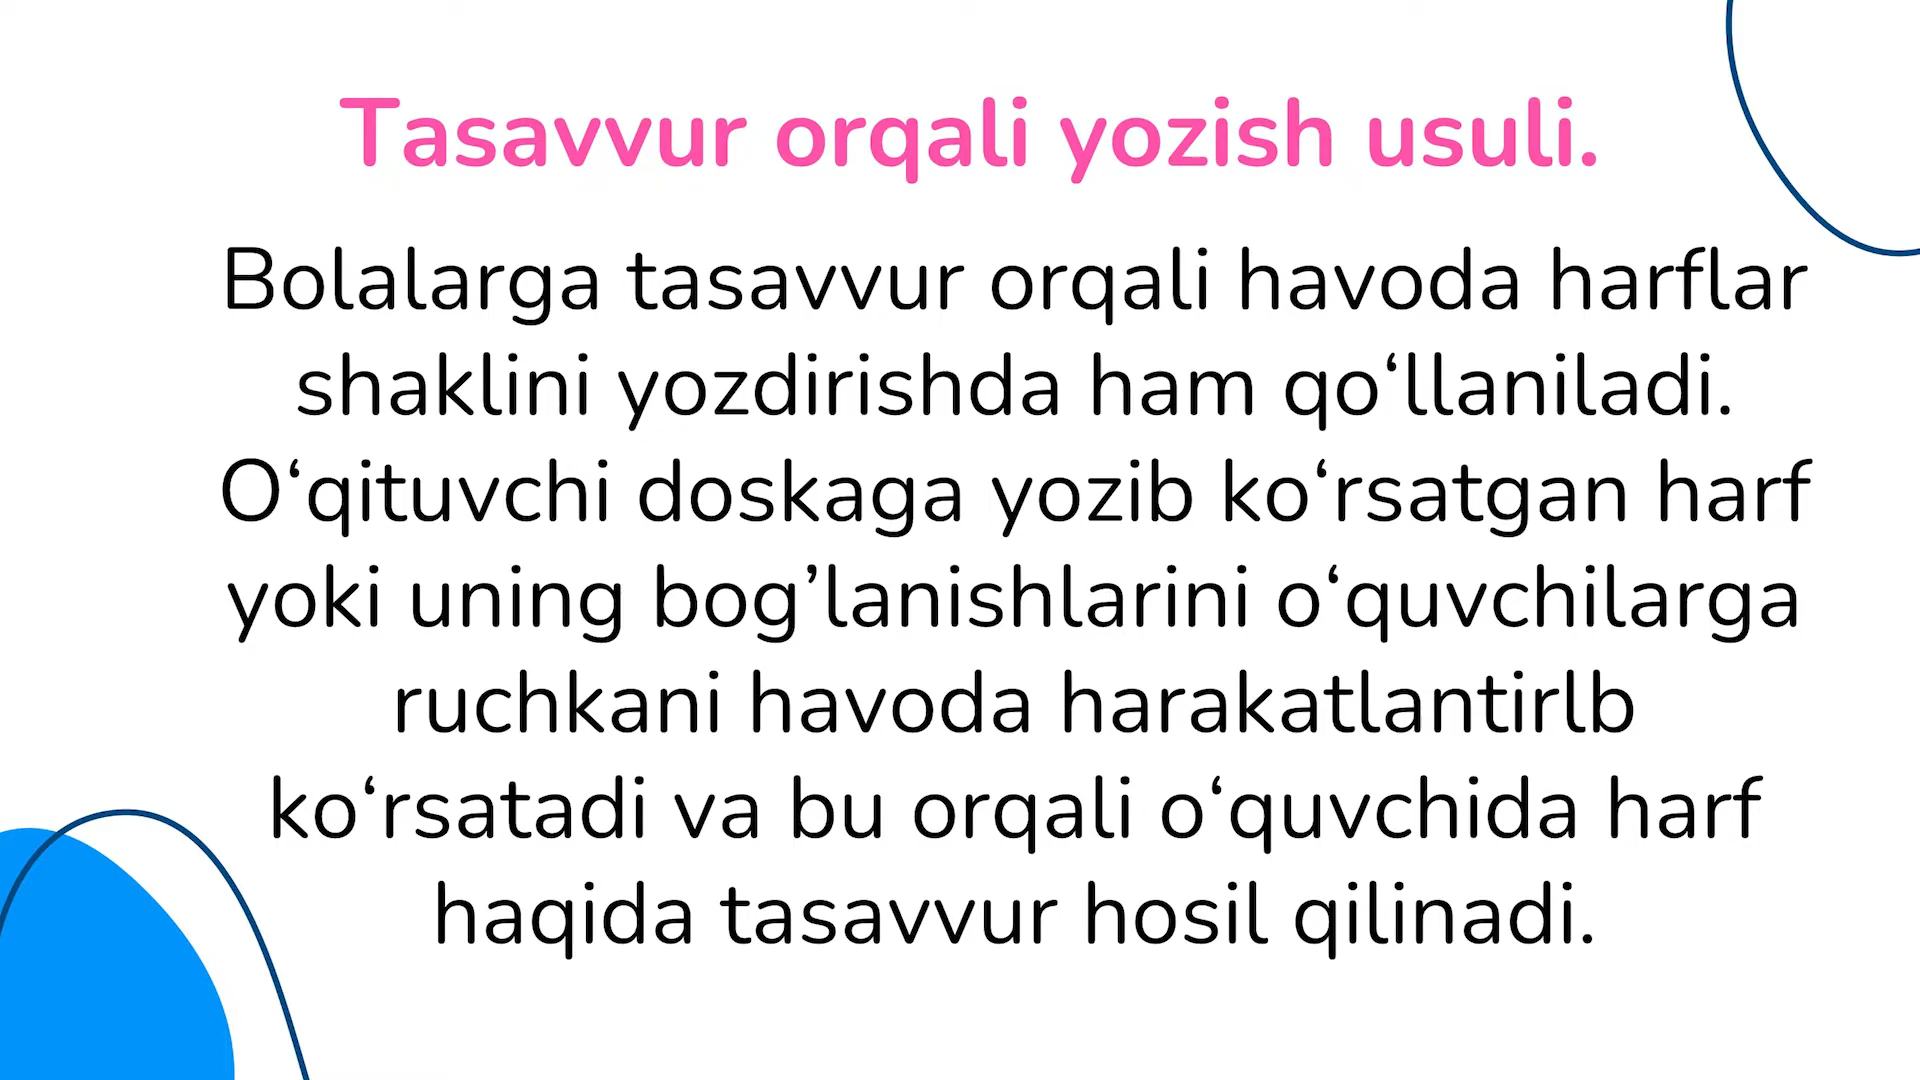 Tasavvur orqali yozish usuli.
Bolalarga tasavvur orqali havoda harflar
shaklini yozdirishda ham qo‘llaniladi.
O‘qituvchi doskaga yozib ko‘rsatgan harf
yoki uning bog’lanishlarini o‘quvchilarga
ruchkani havoda harakatlantirlb
ko‘rsatadi va bu orqali o‘quvchida harf
haqida tasavvur hosil qilinadi.